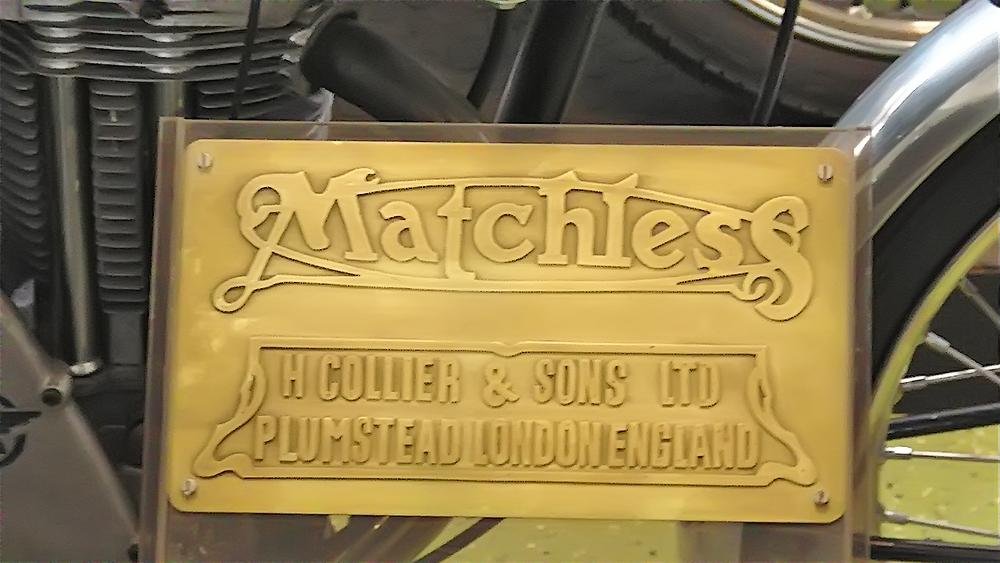 Matchless
H COLLIER & SONS LTD
PLUMSTEAD LONDON ENGLAND